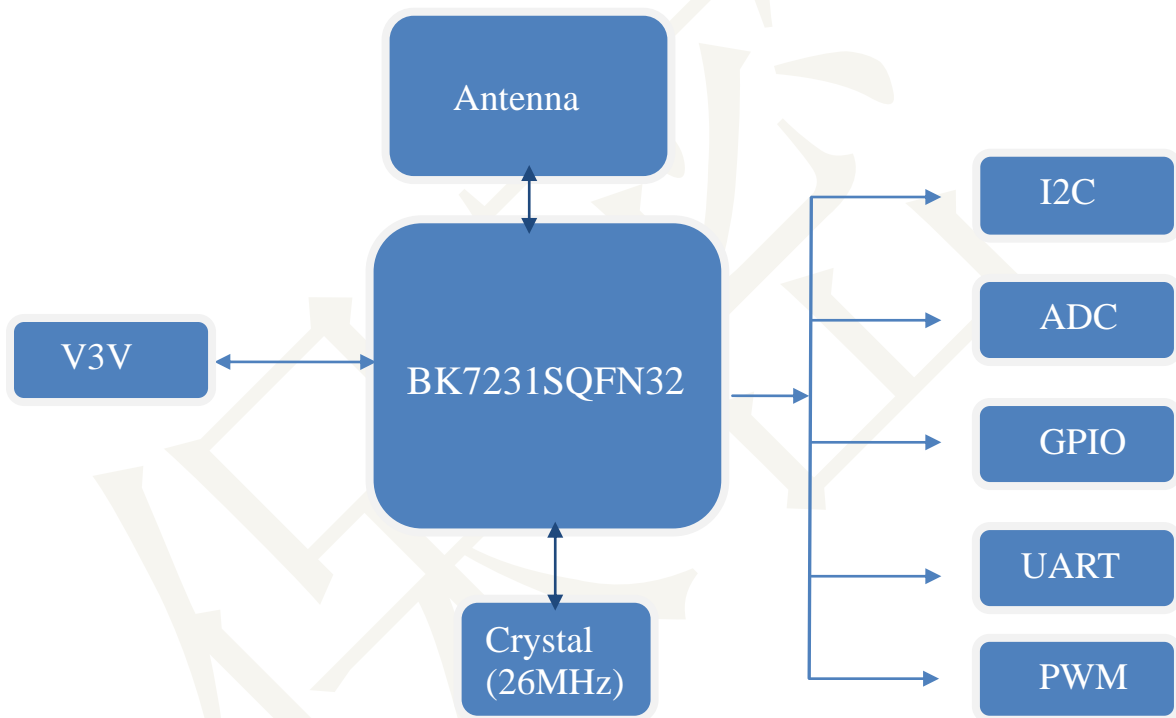 Antenna
I2C
ADC
V3V
BK7231SQFN32
GPIO
UART
Crystal
(26MHz)
PWM